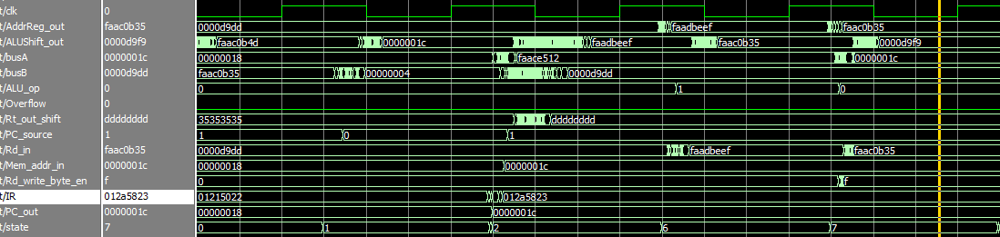 t/clk 0
t/AddrReg_out faac0b35 0000d9dd faadbeef faac0b35
t/ALUShift_out 0000d9f9 faac0b4d 0000001c faadbeef faac0b35 0000d9f9
t/busA 0000001c 00000018 faace512 0000001c
t/busB 0000d9dd faac0b35 00000004 0000d9dd
t/ALU_op 0 0 1 0
t/Overflow 0
t/Rt_out_shift dddddddd 35353535 dddddddd
t/PC_source 1 1 0 1
t/Rd_in faac0b35 0000d9dd faadbeef faac0b35
t/Mem_addr_in 0000001c 00000018 0000001c
t/Rd_write_byte_en f 0 f
t/IR 012a5823 01215022 012a5823
t/PC_out 0000001c 00000018 0000001c
t/state 7 0 1 2 6 7